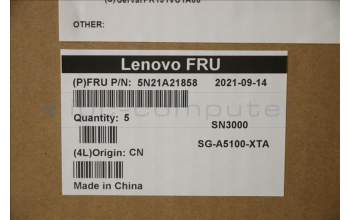 OTHER:
Lenovo FRU
(P)FRU P/N: 5N21A21858 2021-09-14
Quantity: 5
SN3000
SG-A5100-XTA
(4L)Origin: CN
Made in China